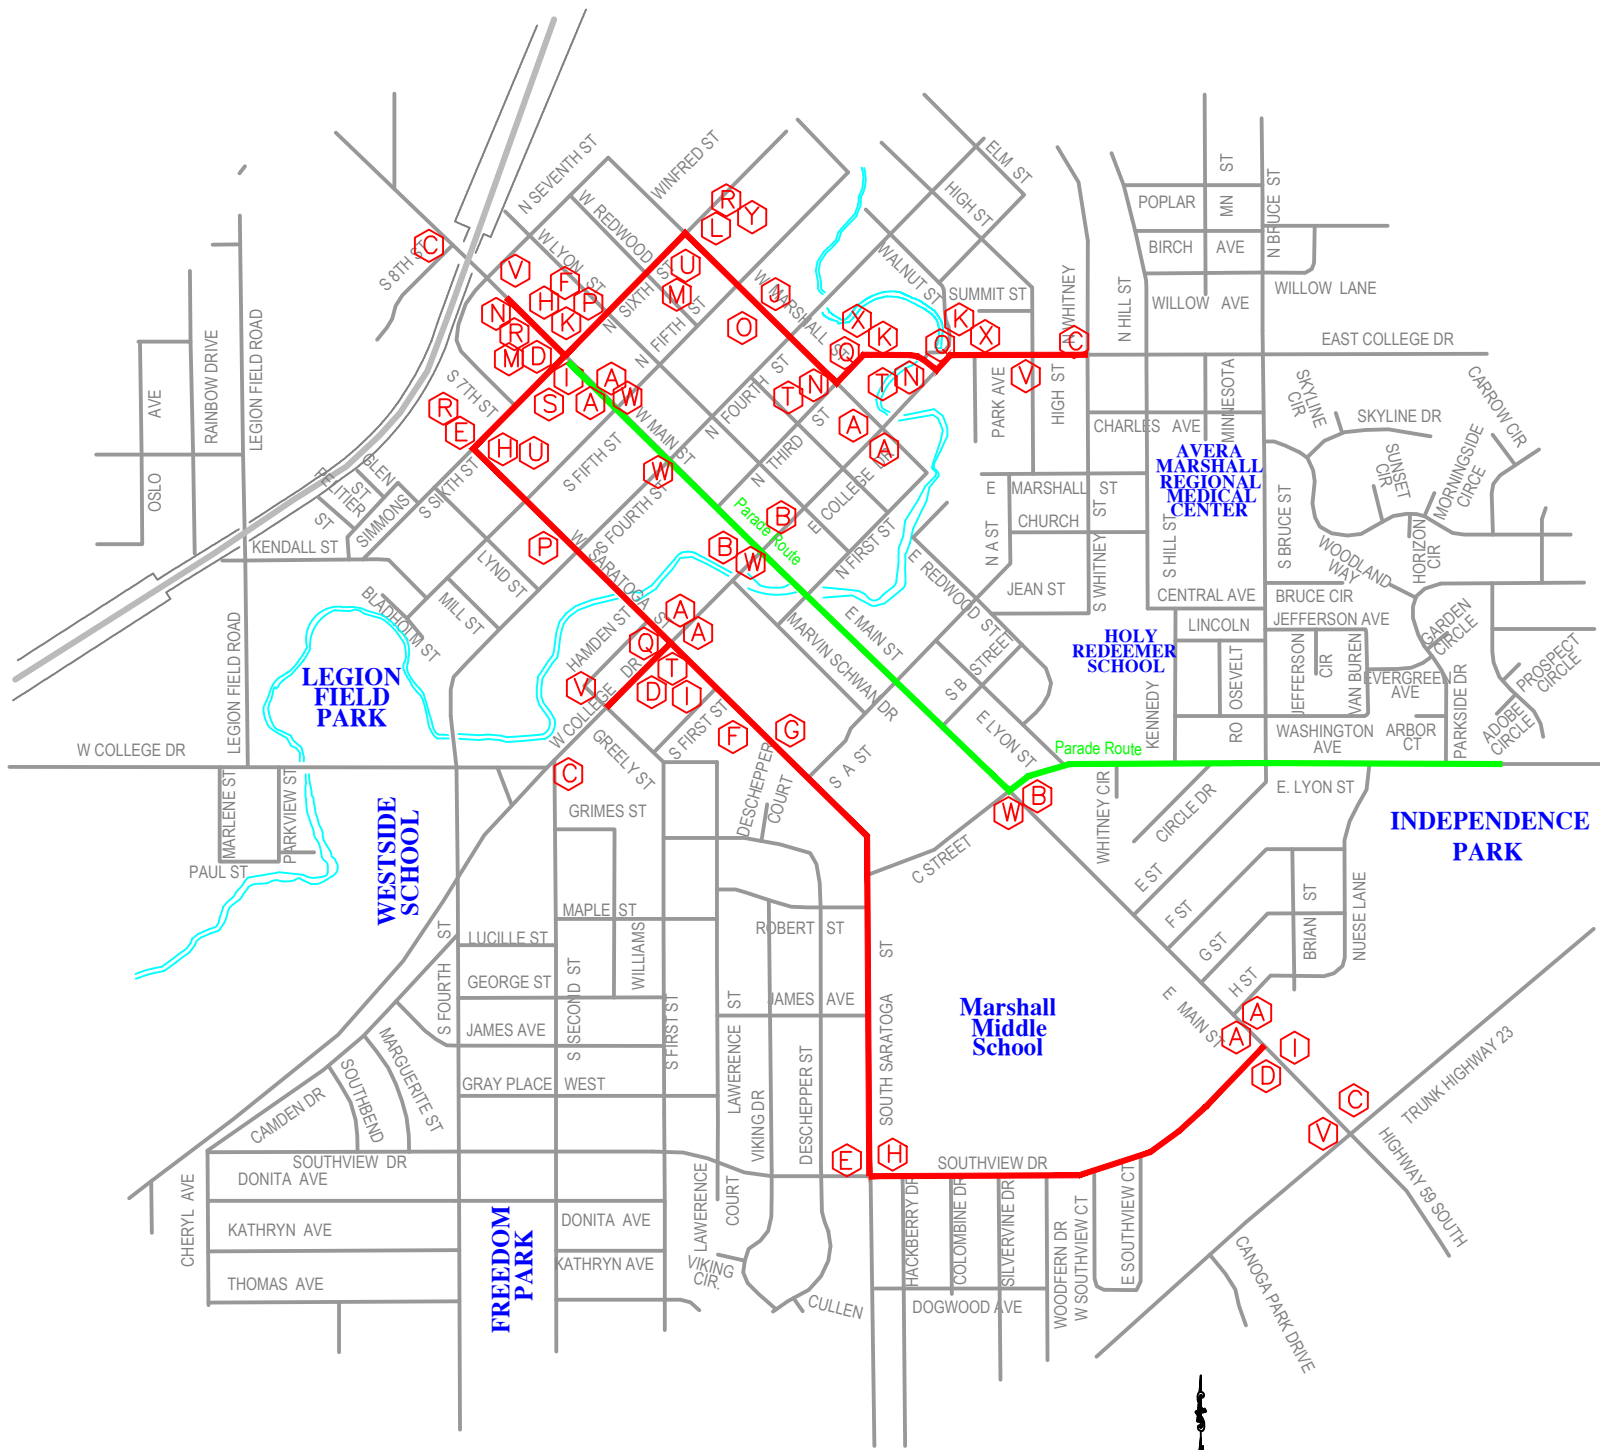 N SEVENTH ST
WINFRED ST
ELM ST
HIGH ST
POPLAR
MN
ST
N BRUCE ST
BIRCH AVE
WILLOW AVE
WILLOW LANE
S 8TH ST
C
W REDWOOD ST
W LYON ST
R
Y
L
V
F
H
P
N
R
K
M
D
U
M
N SIXTH ST
N FIFTH ST
W MARSHALL ST
O
WALNUT ST
SUMMIT ST
N WHITNEY
N HILL ST
X
K
K
X
Q
C
V
EAST COLLEGE DR
RAINBOW DRIVE
LEGION FIELD ROAD
OSLO AVE
S 7TH ST
I
A
S
A
W
W MAIN ST
N FOURTH ST
T
N
T
N
A
A
PARK AVE
HIGH ST
CHARLES AVE
MINNESOTA
SKYLINE CIR
SKYLINE DR
CARROW CIR
SUNSET CIR
MORNINGSIDE CIRCE
R
E
H
U
S FIFTH ST
S FOURTH ST
W
N THIRD ST
E COLLEGE DR
AVERA
MARSHALL
REGIONAL
MEDICAL
CENTER
E MARSHALL ST
CHURCH
GLEN ST
PELITIER ST
SIMMONS
S SIXTH ST
KENDALL ST
Parade Route
B
B
W
N FIRST ST
N A ST
S WHITNEY ST
S HILL ST
S BRUCE ST
HORIZON CIR
WOODLAND WAY
P
W SARATOGA S
LYND ST
MILL ST
BLADHOLM ST
E REDWOOD STEET
JEAN ST
CENTRAL AVE
BRUCE CIR
JEFFERSON AVE
LINCOLN
GARDEN CIRCLE
HOLY
REDEEMER
SCHOOL
A
A
Q
T
HAMDEN ST
E MAIN ST
MARVIN SCHWAN DR
S B STREET
ROOSEVELT
JEFFERSON CIR
VAN BUREN
EVERGREEN AVE
PROSPECT CIRCLE
LEGION
FIELD
PARK
LEGION FIELD ROAD
V
D
I
S FIRST ST
F
G
E LYON ST
KENNEDY
WASHINGTON AVE
ARBOR CT
PARKSIDE DR
ADOBE CIRCLE
W COLLEGE DR
W COLLEGE DR
GREELY ST
S A ST
Parade Route
C
MARLENE ST
PARKVIEW ST
PAUL ST
GRIMES ST
DESCHEPPER COURT
W
B
WHITNEY CIR
CIRCLE DR
E. LYON ST
INDEPENDENCE
PARK
WESTSIDE
SCHOOL
C STREET
E ST
F ST
G ST
H ST
BRIAN ST
NUESE LANE
MAPLE ST
ROBERT ST
LUCILLE ST
WILLIAMS
GEORGE ST
S FOURTH ST
S SECOND ST
S FIRST ST
JAMES AVE
JAMES AVE
SOUTH SARATOGA ST
Marshall
Middle
School
E MAIN ST
A
A
I
D
C
V
TRUNK HIGHWAY 23
HIGHWAY 59 SOUTH
GRAY PLACE WEST
LAWERENCE ST
VIKING DR
DESCHEPPER ST
CAMDEN DR
SOUTHBEND
MARGUERITE ST
SOUTHVIEW DR
E
H
SOUTHVIEW DR
DONITA AVE
DONITA AVE
CHERYL AVE
KATHRYN AVE
KATHRYN AVE
THOMAS AVE
FREEDOM
PARK
LAWERENCE COURT
VIKING CIR.
CULLEN
HACKBERRY DR
COLOMBINE DR
SILVERVINE DR
WOODFERN DR
W SOUTHVIEW CT
E SOUTHVIEW CT
DOGWOOD AVE
CANOGA PARK DRIVE